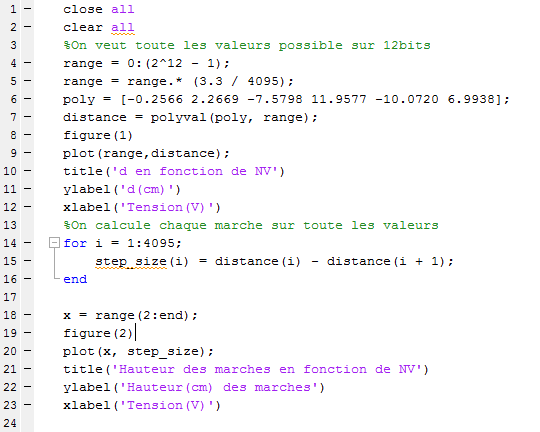 1 - close all
2 - clear all
3 %On veut toute les valeurs possible sur 12bits
4 - range = 0:(2^12 - 1);
5 - range = range.* (3.3 / 4095);
6 - poly = [-0.2566 2.2669 -7.5798 11.9577 -10.0720 6.9938];
7 - distance = polyval(poly, range);
8 - figure(1)
9 - plot(range,distance);
10 - title('d en fonction de NV')
11 - ylabel('d(cm)')
12 - xlabel('Tension(V)')
13 %On calcule chaque marche sur toute les valeurs
14 - for i = 1:4095;
15 - step_size(i) = distance(i) - distance(i + 1);
16 - end
17
18 - x = range(2:end);
19 - figure(2)
20 - plot(x, step_size);
21 - title('Hauteur des marches en fonction de NV')
22 - ylabel('Hauteur(cm) des marches')
23 - xlabel('Tension(V)')
24